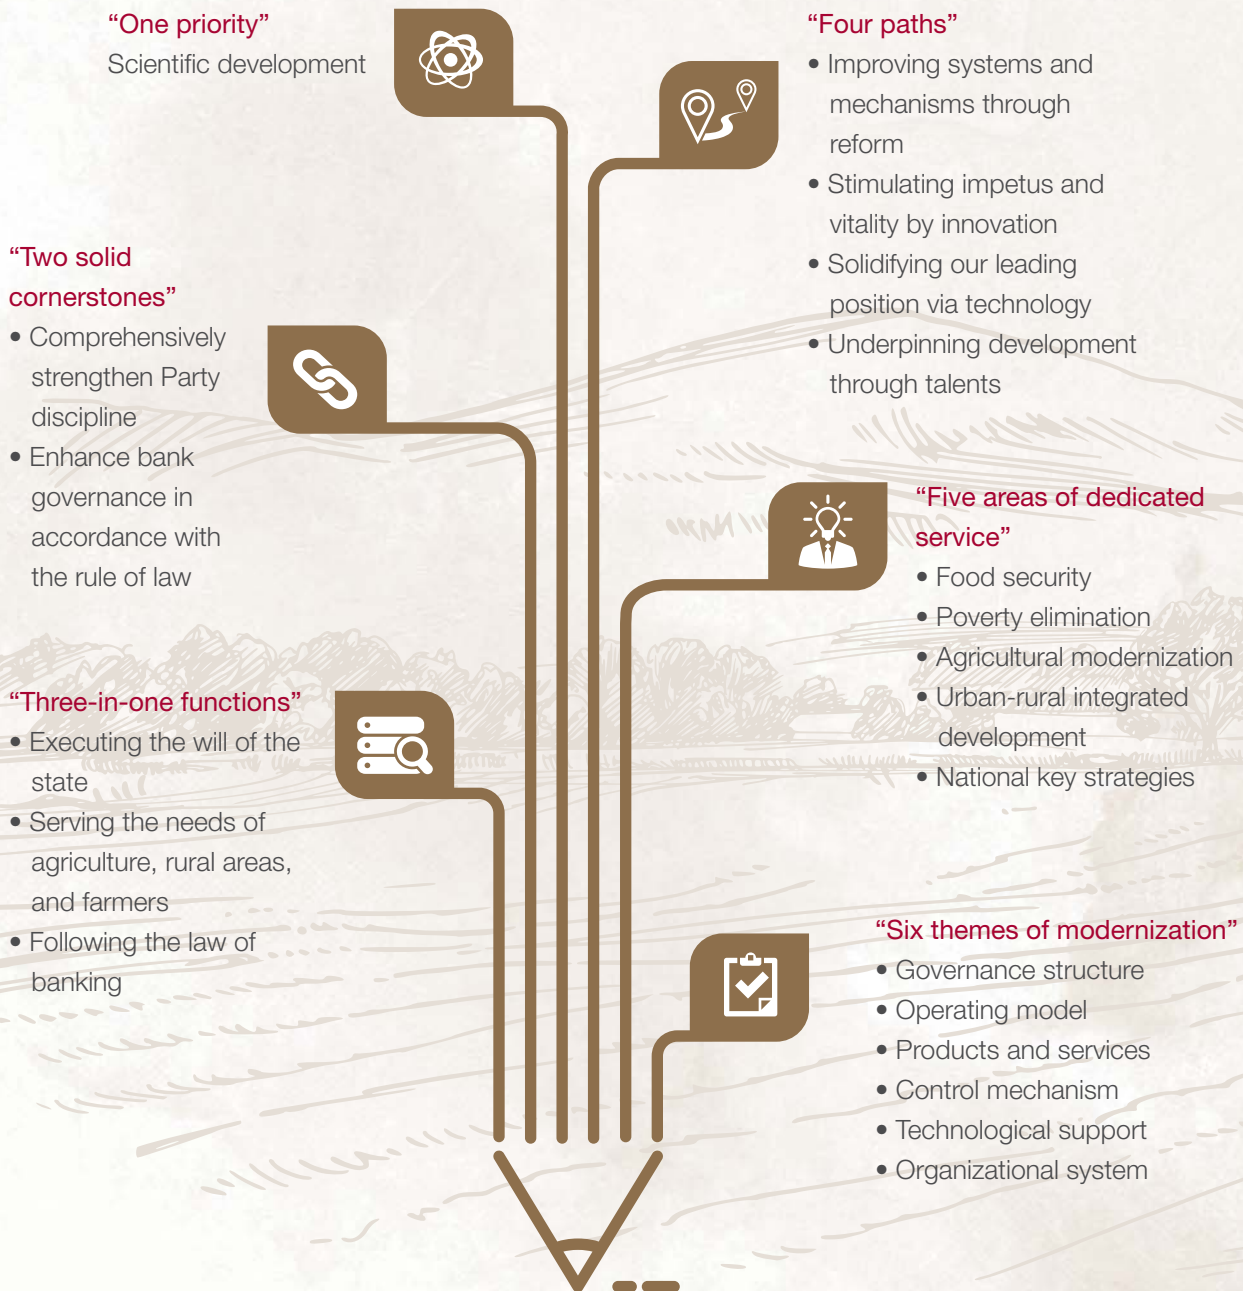 “One priority”
Scientific development
“Two solid
cornerstones”
• Comprehensively
strengthen Party
discipline
• Enhance bank
governance in
accordance with
the rule of law
“Three-in-one functions”
• Executing the will of the
state
• Serving the needs of
agriculture, rural areas,
and farmers
• Following the law of
banking
“Four paths”
• Improving systems and
mechanisms through
reform
• Stimulating impetus and
vitality by innovation
• Solidifying our leading
position via technology
• Underpinning development
through talents
“Five areas of dedicated
service”
• Food security
• Poverty elimination
• Agricultural modernization
• Urban-rural integrated
development
• National key strategies
“Six themes of modernization”
• Governance structure
• Operating model
• Products and services
• Control mechanism
• Technological support
• Organizational system